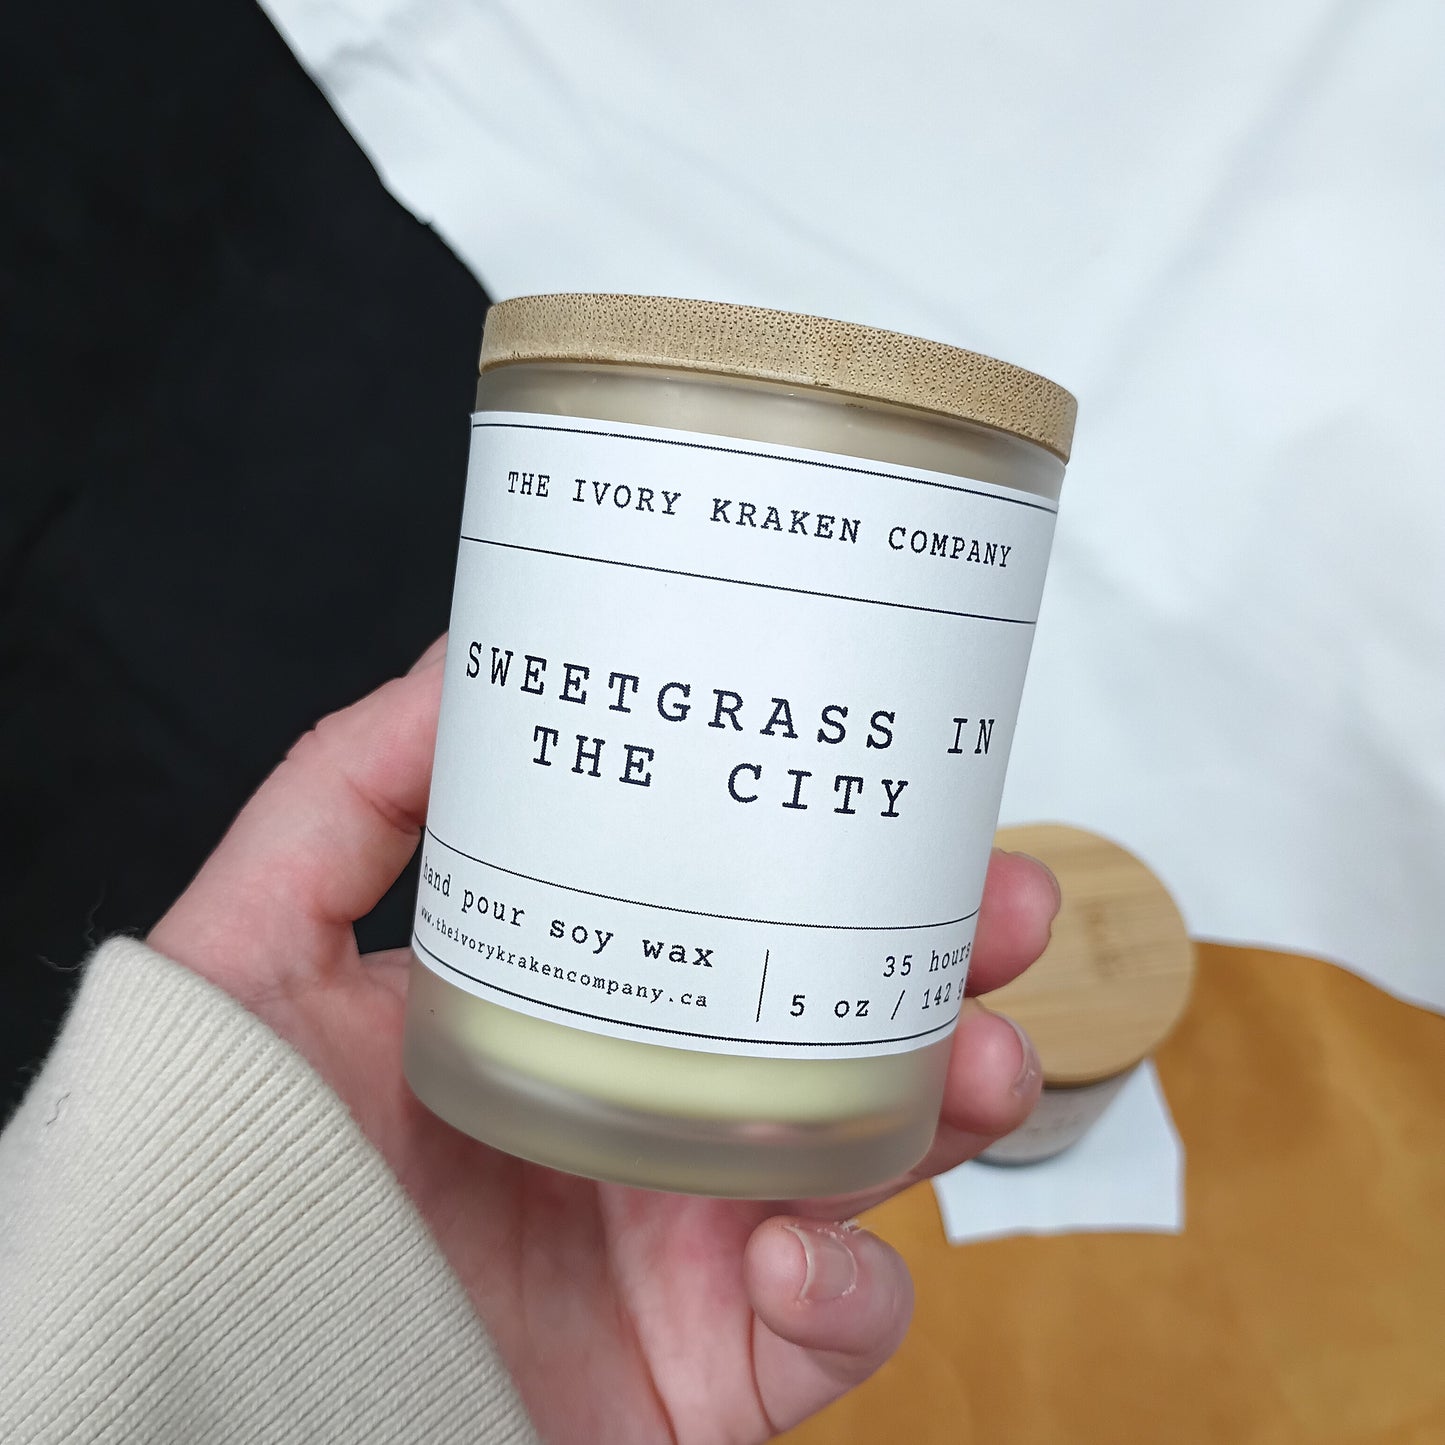 THE IVORY KRAKEN COMPANY
SWEETGRASS IN
THE CITY
hand pour soy wax
www.theivorykrakencompany.ca
35 hours
5 oz / 142 g